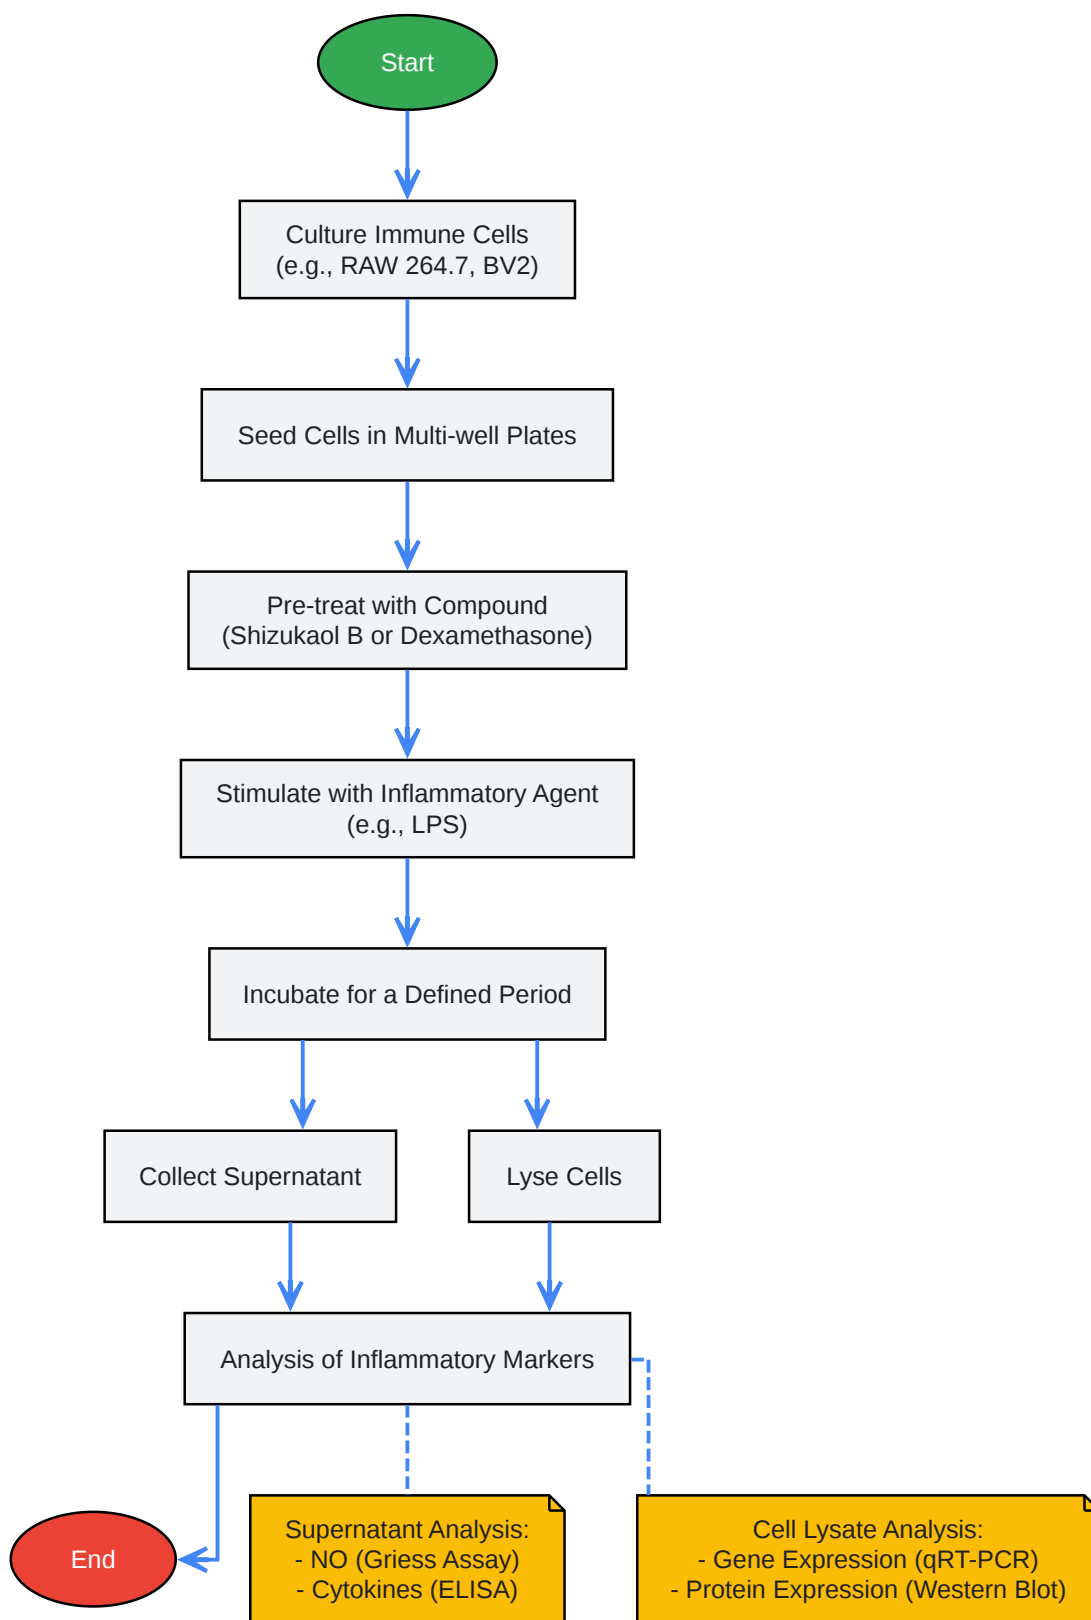 Start
Culture Immune Cells
(e.g., RAW 264.7, BV2)
Seed Cells in Multi-well Plates
Pre-treat with Compound
(Shizukaol B or Dexamethasone)
Stimulate with Inflammatory Agent
(e.g., LPS)
Incubate for a Defined Period
Collect Supernatant
Lyse Cells
Analysis of Inflammatory Markers
End
Supernatant Analysis:
- NO (Griess Assay)
- Cytokines (ELISA)
Cell Lysate Analysis:
- Gene Expression (qRT-PCR)
- Protein Expression (Western Blot)